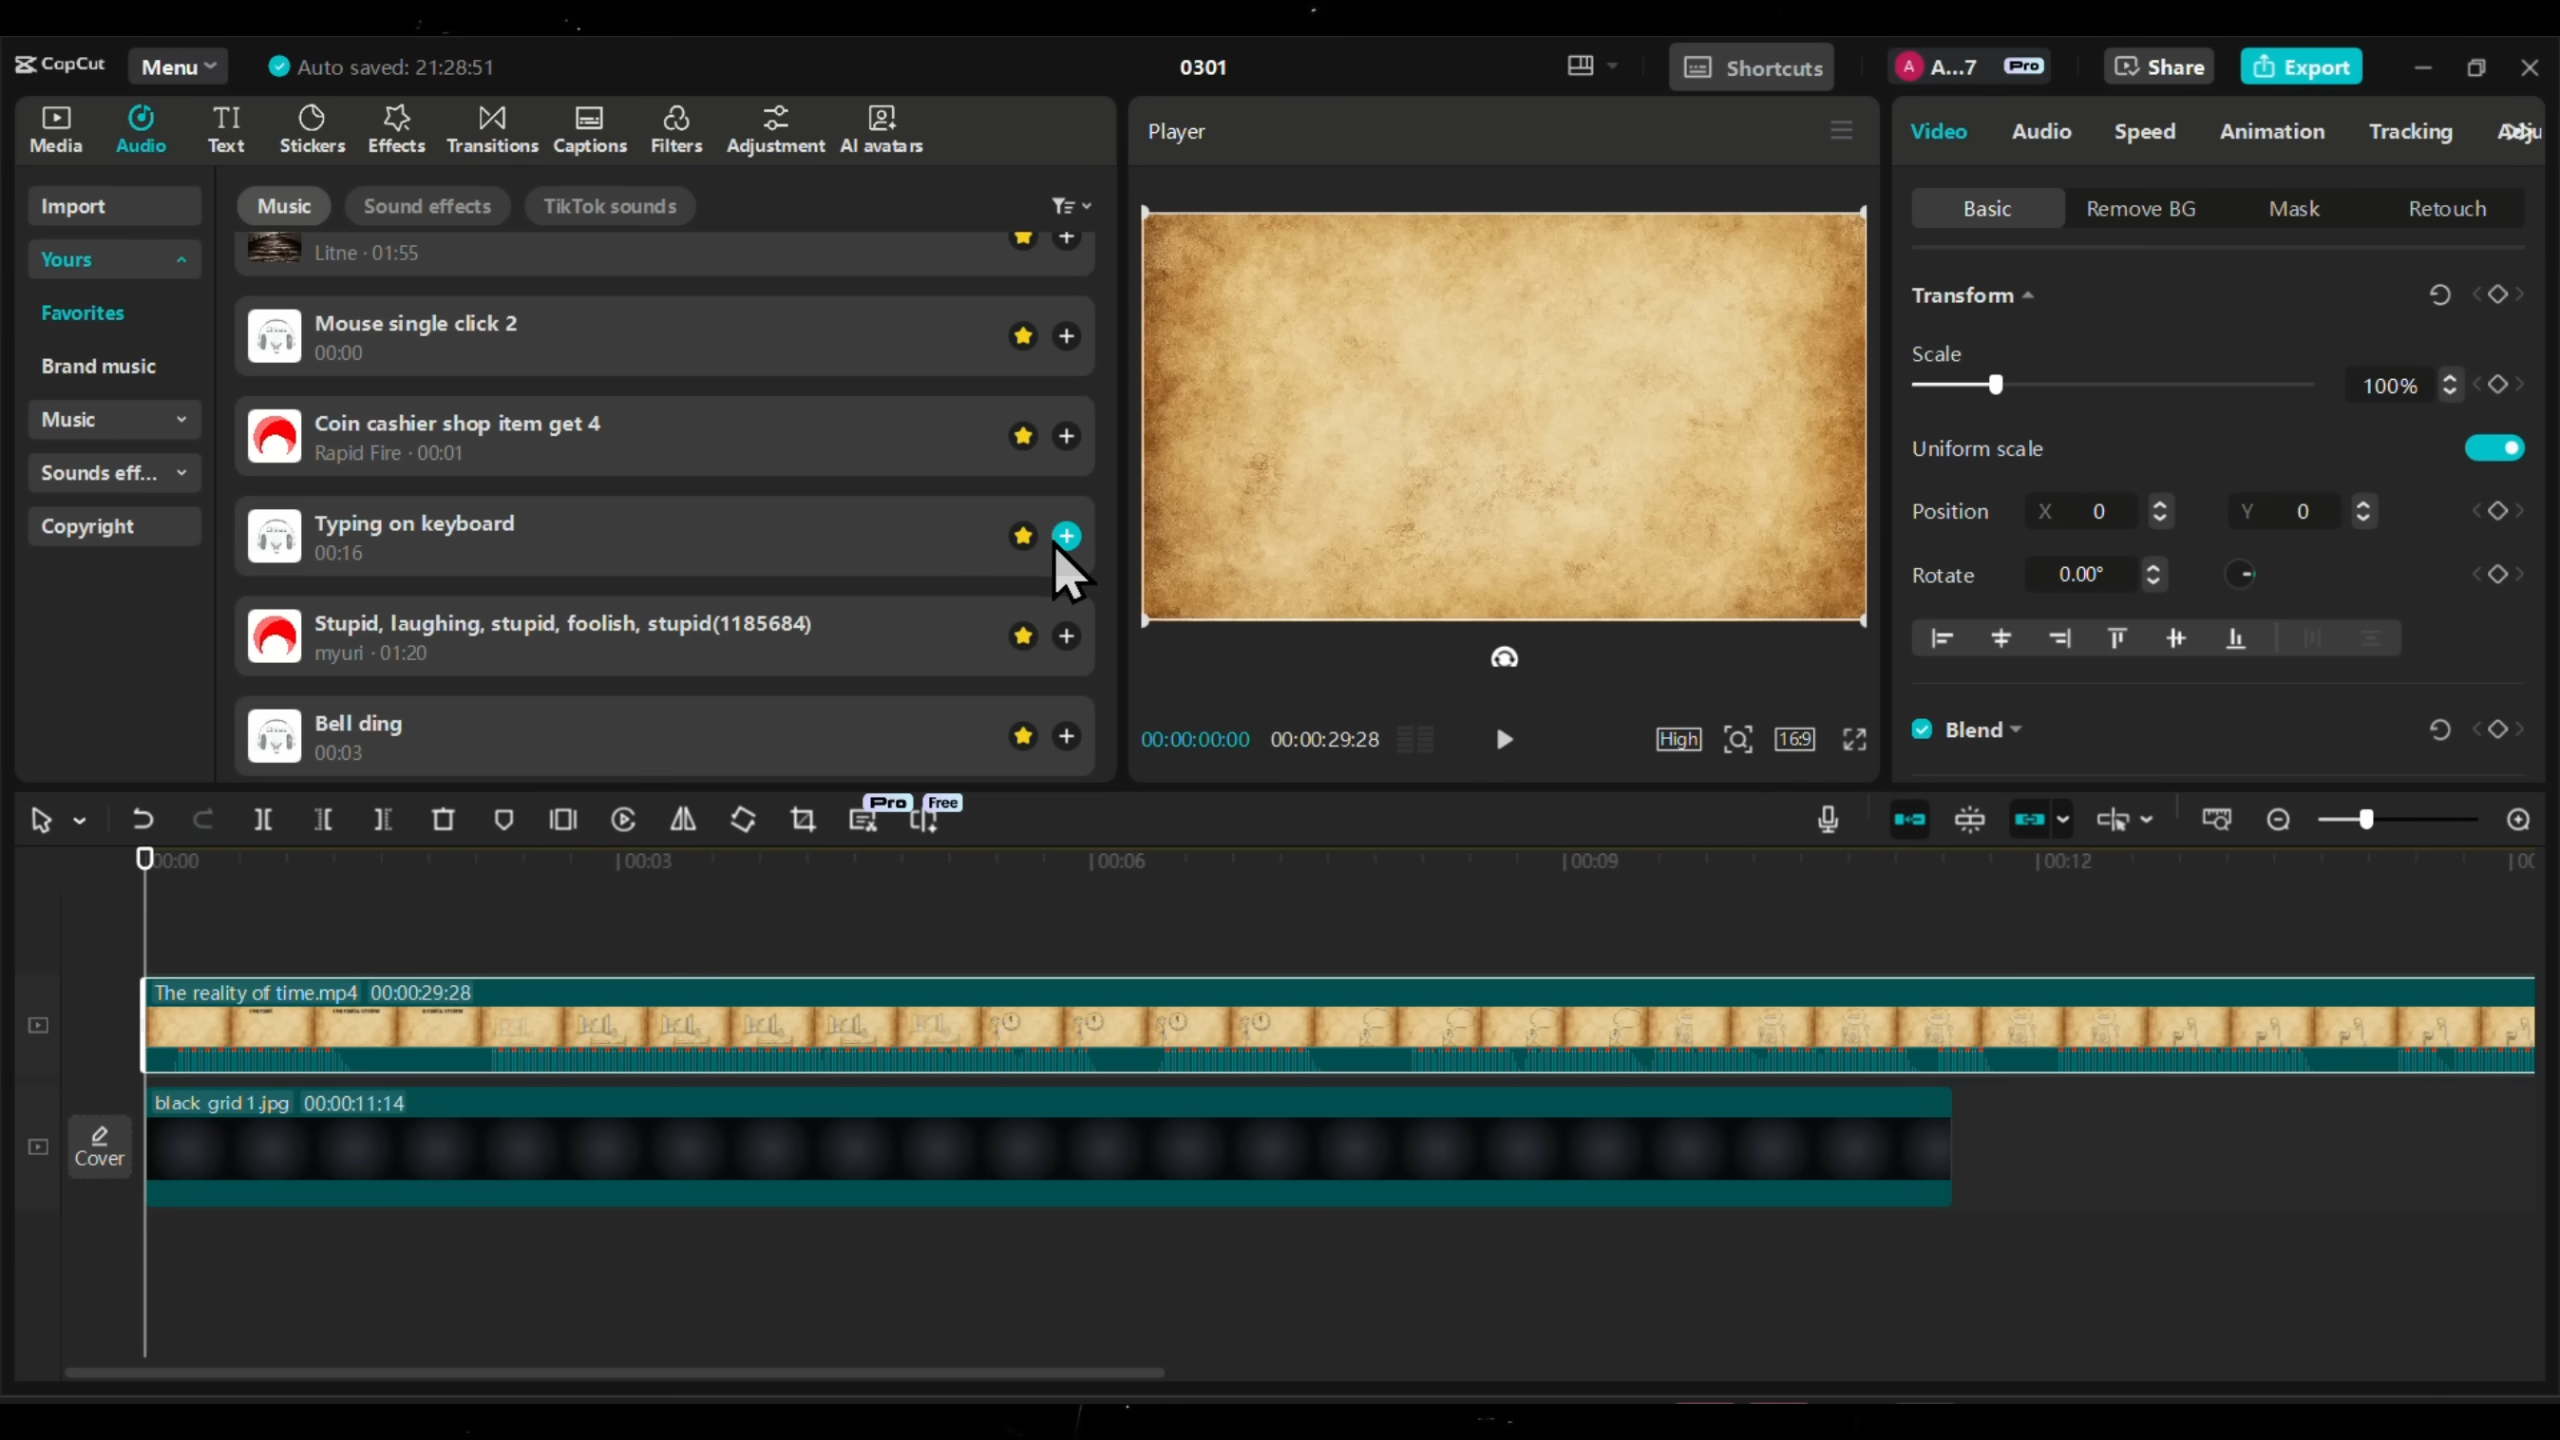 CapCut Menu Auto saved: 21:28:51 0301 Shortcuts A A...7 Pro Share Export
Media Audio Text Stickers Effects Transitions Captions Filters Adjustment AI avatars
Import
Yours
Favorites
Brand music
Music
Sounds eff...
Copyright
Music Sound effects TikTok sounds
Litne · 01:55
Mouse single click 2
00:00
Coin cashier shop item get 4
Rapid Fire · 00:01
Typing on keyboard
00:16
Stupid, laughing, stupid, foolish, stupid(1185684)
myuri · 01:20
Bell ding
00:03
Player
00:00:00:00 00:00:29:28 High 16:9
Video Audio Speed Animation Tracking Adju
Basic Remove BG Mask Retouch
Transform
Scale
100%
Uniform scale
Position X 0 Y 0
Rotate 0.00°
Blend
Pro Free
00:00 00:03 00:06 00:09 00:12
The reality of time.mp4 00:00:29:28
black grid 1.jpg 00:00:11:14
Cover